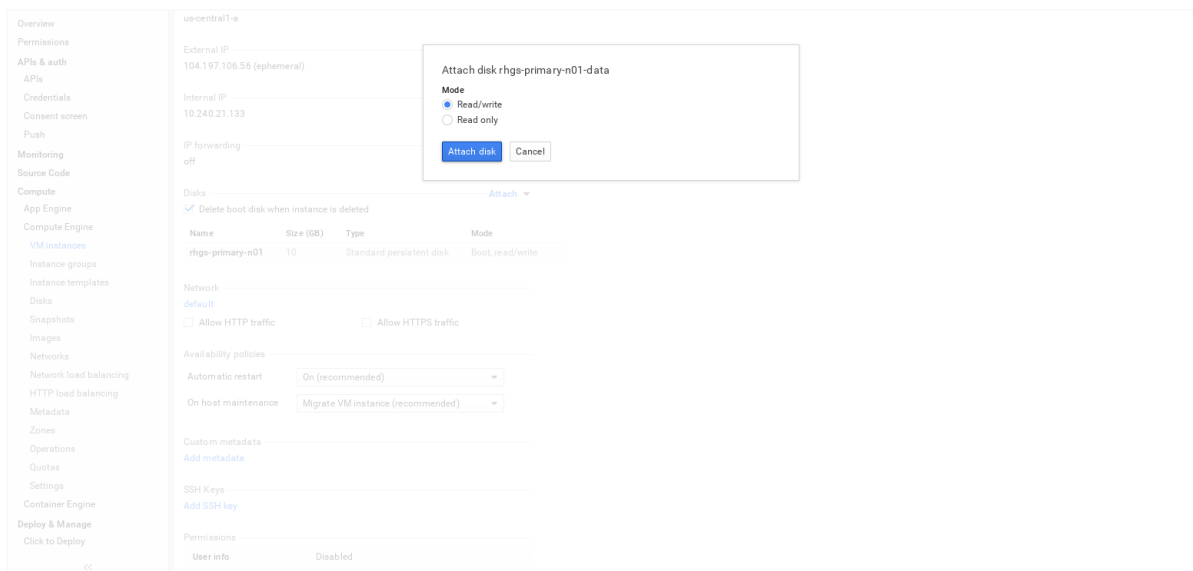 Overview
Permissions
APIs & auth
APIs
Credentials
Consent screen
Push
Monitoring
Source Code
Compute
App Engine
Compute Engine
VM instances
Instance groups
Instance templates
Disks
Snapshots
Images
Networks
Network load balancing
HTTP load balancing
Metadata
Zones
Operations
Quotas
Settings
Container Engine
Deploy & Manage
Click to Deploy
us-central1-a
External IP
104.197.106.56 (ephemeral)
Internal IP
10.240.21.133
IP forwarding
off
Disks Attach
Delete boot disk when instance is deleted
Name Size (GB) Type Mode
rhgs-primary-n01 10 Standard persistent disk Boot, read/write
Network
default
Allow HTTP traffic Allow HTTPS traffic
Availability policies
Automatic restart On (recommended)
On host maintenance Migrate VM instance (recommended)
Custom metadata
Add metadata
SSH Keys
Add SSH key
Permissions
User info Disabled
Attach disk rhgs-primary-n01-data
Mode
Read/write
Read only
Attach disk Cancel